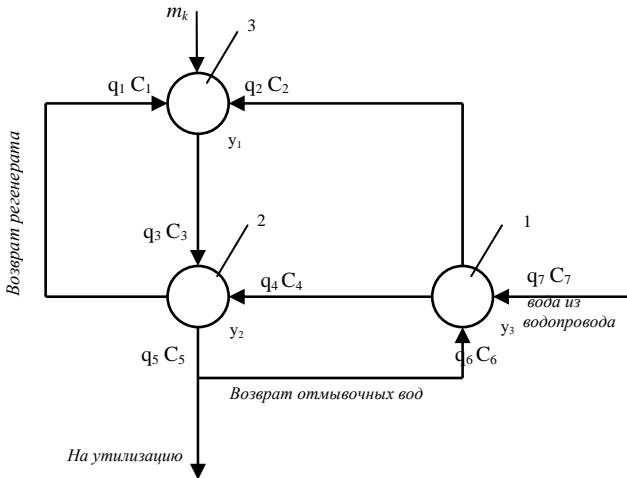 m_k
3
q₁ C₁
q₂ C₂
y₁
Возврат регенерата
q₃ C₃
2
1
q₄ C₄
q₇ C₇
вода из
водопровода
y₂
y₃
q₅ C₅
q₆ C₆
Возврат отмывочных вод
На утилизацию